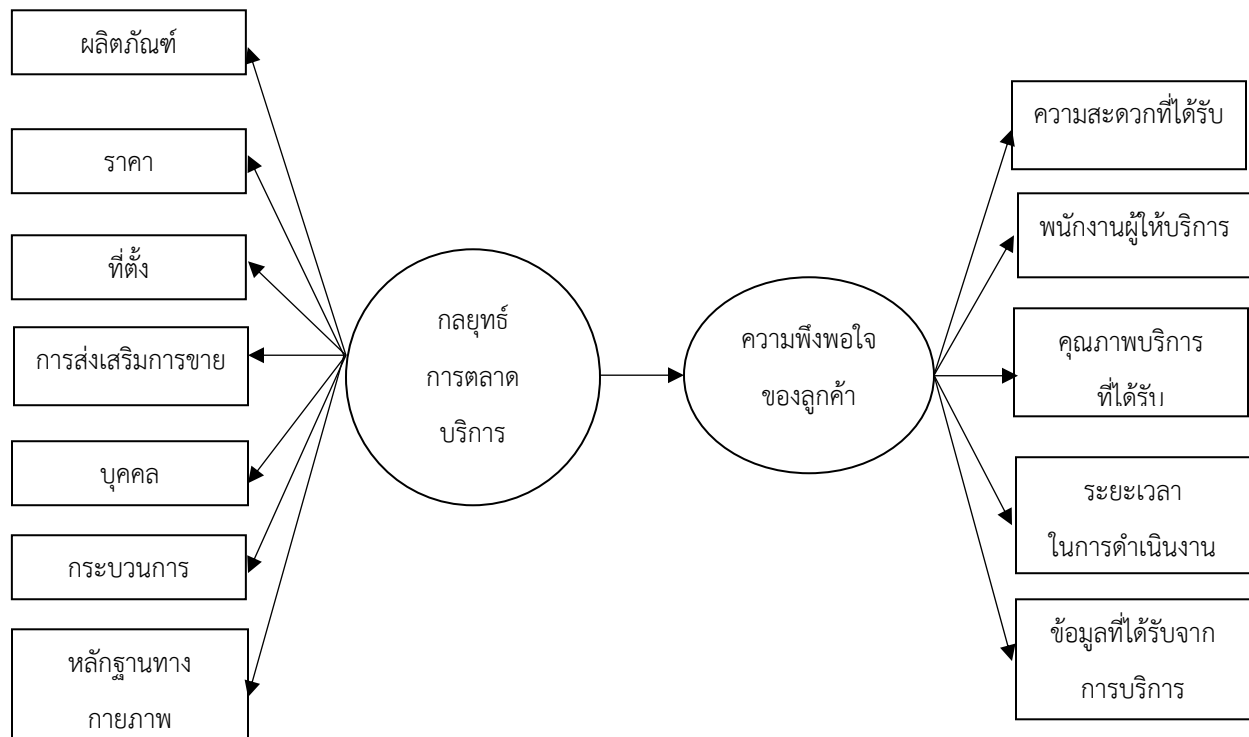 ผลิตภัณฑ์
ราคา
ที่ตั้ง
การส่งเสริมการขาย
บุคคล
กระบวนการ
หลักฐานทาง
กายภาพ
กลยุทธ์
การตลาด
บริการ
ความพึงพอใจ
ของลูกค้า
ความสะดวกที่ได้รับ
พนักงานผู้ให้บริการ
คุณภาพบริการ
ที่ได้รับ
ระยะเวลา
ในการดำเนินงาน
ข้อมูลที่ได้รับจาก
การบริการ